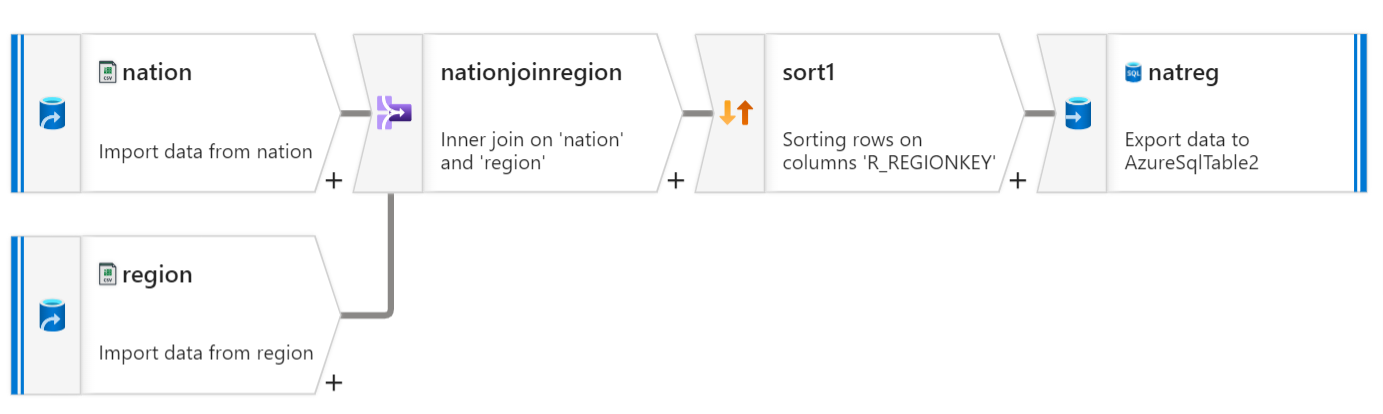 nation
Import data from nation
+
nationjoinregion
Inner join on 'nation'
and 'region'
+
sort1
Sorting rows on
columns 'R_REGIONKEY'
+
SQL natreg
Export data to
AzureSqlTable2
region
Import data from region
+